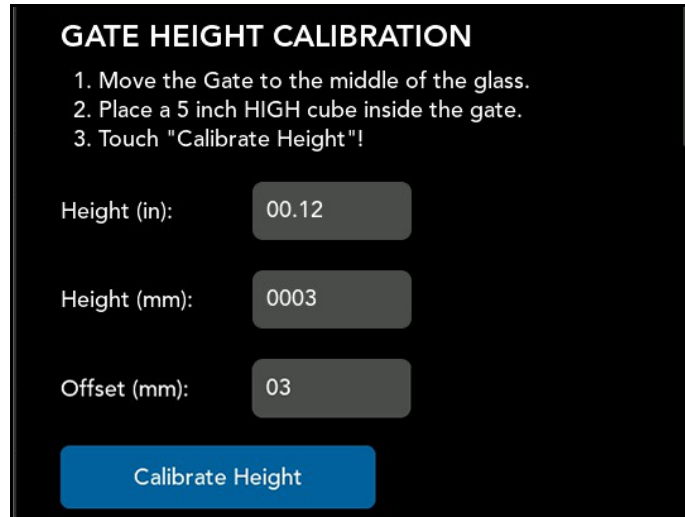 GATE HEIGHT CALIBRATION
1. Move the Gate to the middle of the glass.
2. Place a 5 inch HIGH cube inside the gate.
3. Touch "Calibrate Height"!
Height (in): 00.12
Height (mm): 0003
Offset (mm): 03
Calibrate Height